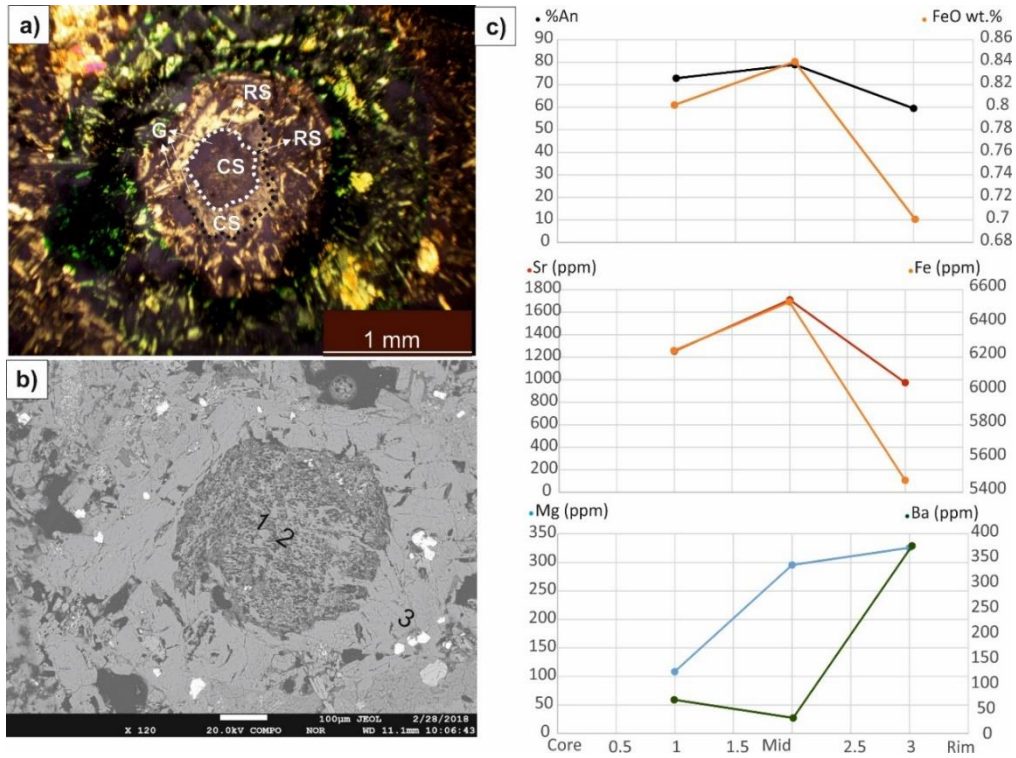 a)
RS
G
RS
CS
CS
1 mm
b)
1
2
3
100µm JEOL 2/28/2018
X 120 20.0kV COMPO NOR WD 11.1mm 10:06:43
c)
%An FeO wt.%
90 0.86
80 0.84
70 0.82
60 0.8
50 0.78
40 0.76
30 0.74
20 0.72
10 0.7
0 0.68
Sr (ppm) Fe (ppm)
1800 6600
1600 6400
1400 6200
1200 6000
1000 5800
800 5600
600 5400
400
200
0
Mg (ppm) Ba (ppm)
350 400
300 350
250 300
200 250
150 200
100 150
50 100
0 50
0
Core 0.5 1 1.5 Mid 2.5 3 Rim